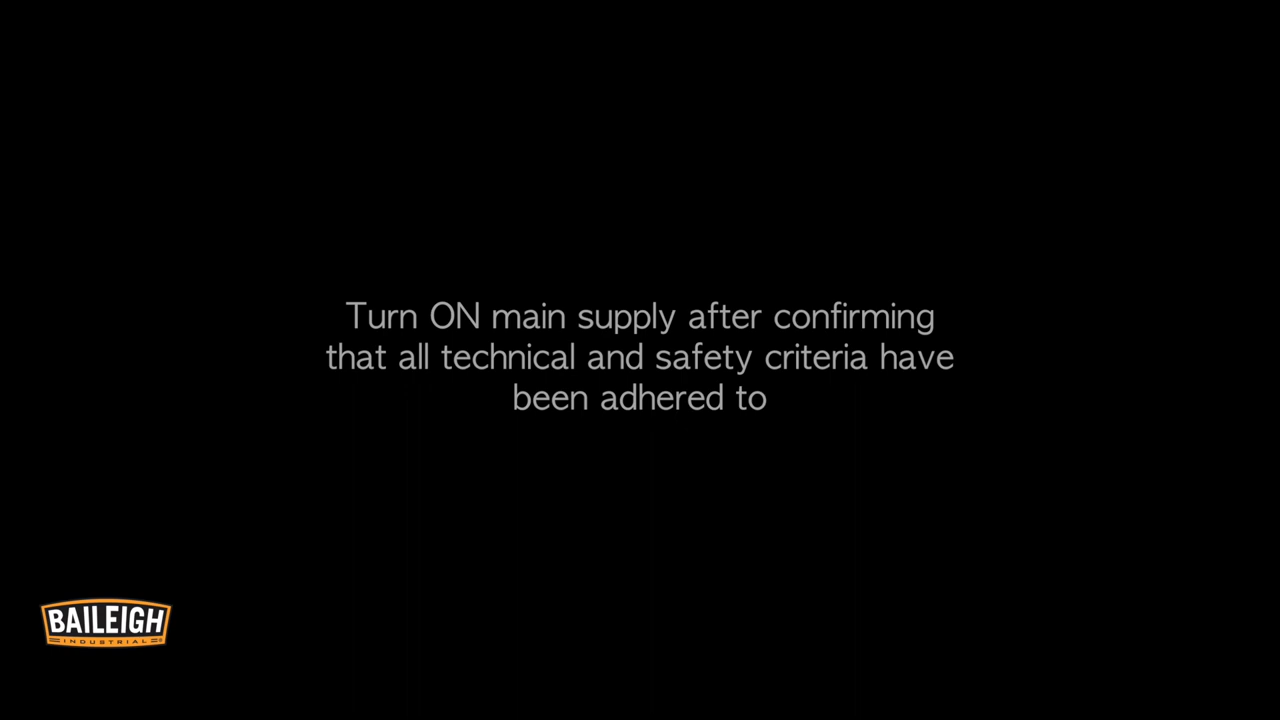 Turn ON main supply after confirming
that all technical and safety criteria have
been adhered to
BAILEIGH
INDUSTRIAL